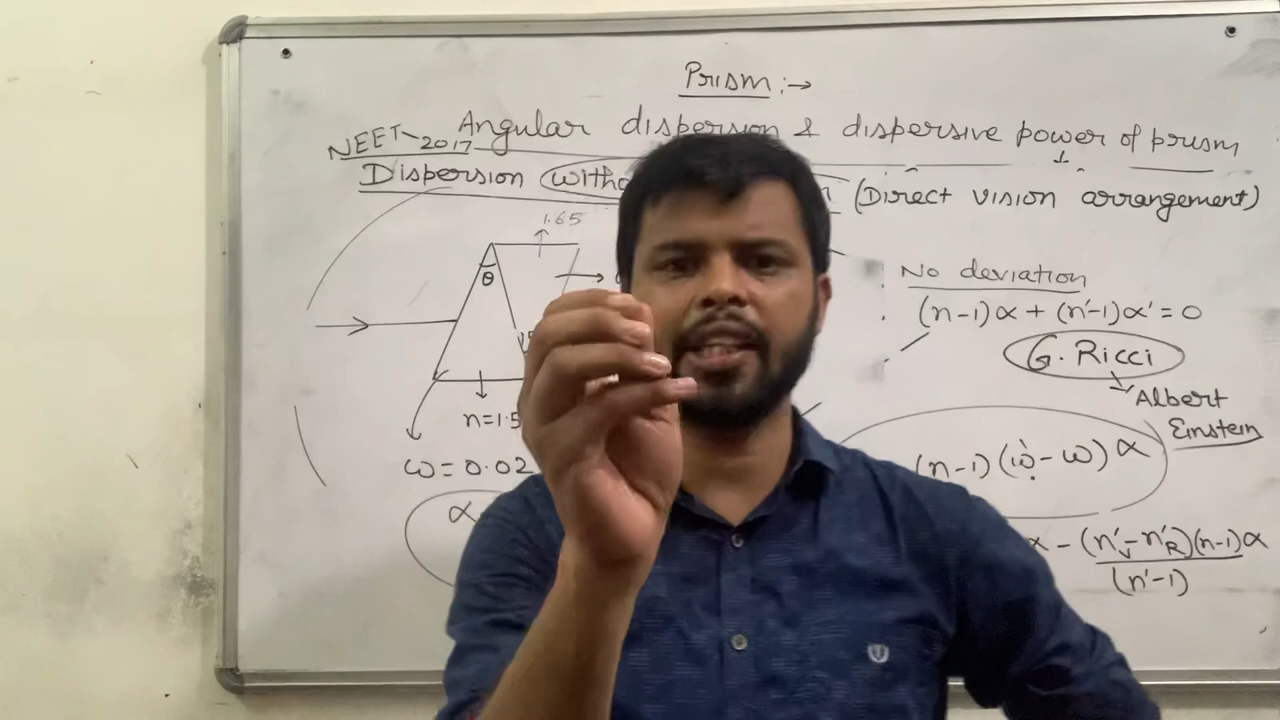 Prism :→
Angular dispersion & dispersive power of prism
NEET-2017
Dispersion (Direct vision arrangement)
1.65
θ
n=1.5
ω = 0.02
α
No deviation
(n-1)α + (n'-1)α' = 0
G. Ricci
Albert
Einstein
(n-1)(ω'-ω)α
α - (n'v - n'R)(n-1)α
(n'-1)